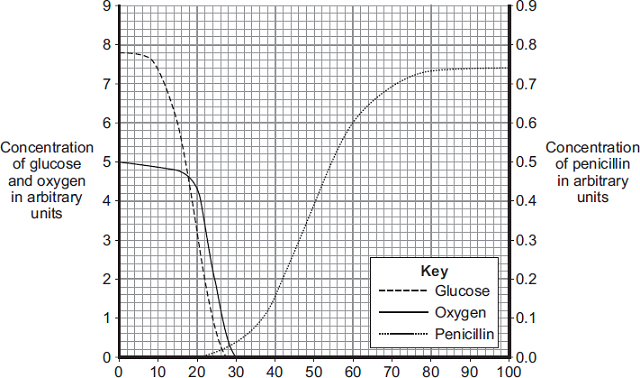 9
8
7
6
5
4
3
2
1
0
Concentration
of glucose
and oxygen
in arbitrary
units
0.9
0.8
0.7
0.6
0.5
0.4
0.3
0.2
0.1
0.0
Concentration
of penicillin
in arbitrary
units
Key
Glucose
Oxygen
Penicillin
0 10 20 30 40 50 60 70 80 90 100